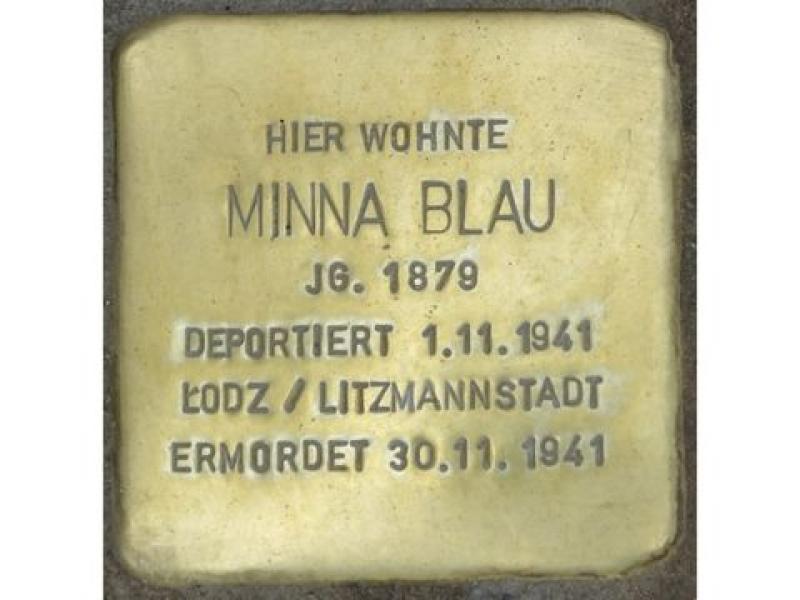 HIER WOHNTE
MINNA BLAU
JG. 1879
DEPORTIERT 1.11.1941
ŁODZ / LITZMANNSTADT
ERMORDET 30.11.1941